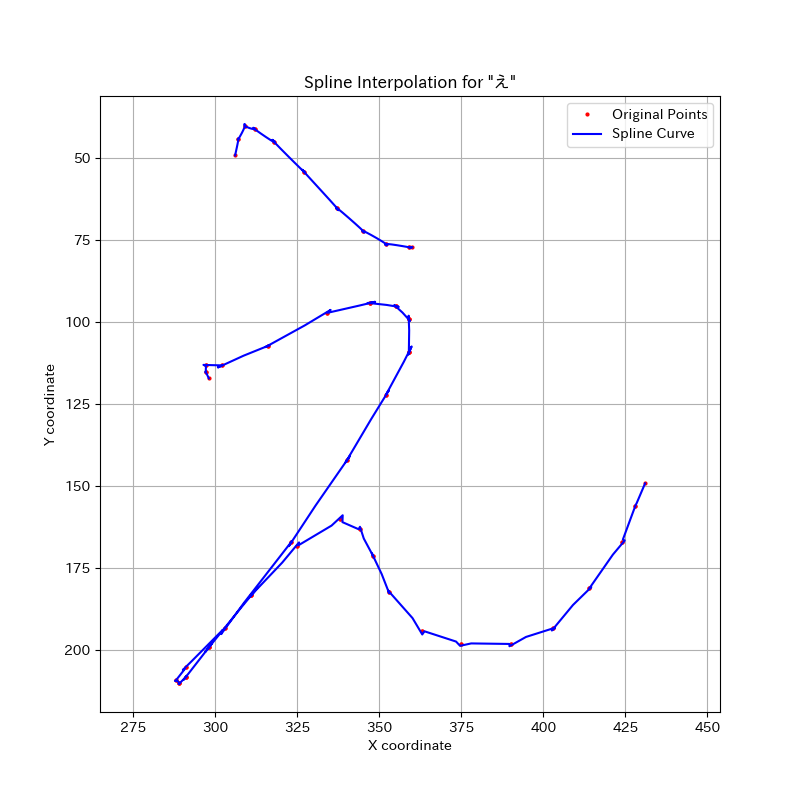 Spline Interpolation for "え"
Original Points
Spline Curve
Y coordinate
50
75
100
125
150
175
200
275 300 325 350 375 400 425 450
X coordinate